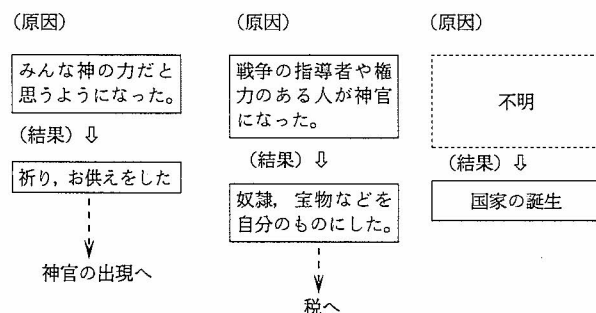 (原因)
みんな神の力だと
思うようになった。
(結果) ⇩
祈り，お供えをした
神官の出現へ
(原因)
戦争の指導者や権
力のある人が神官
になった。
(結果) ⇩
奴隷，宝物などを
自分のものにした。
税へ
(原因)
不明
(結果) ⇩
国家の誕生